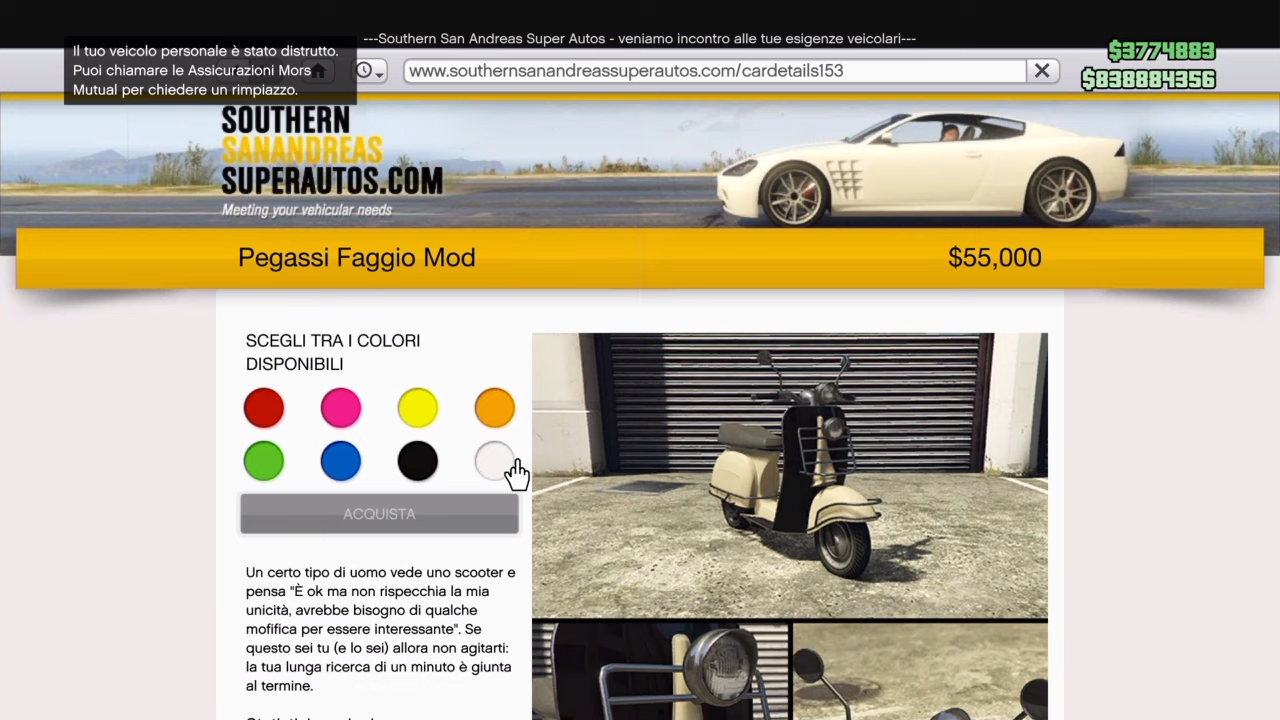 ---Southern San Andreas Super Autos - veniamo incontro alle tue esigenze veicolari---
Il tuo veicolo personale è stato distrutto.
Puoi chiamare le Assicurazioni Mors
Mutual per chiedere un rimpiazzo.
www.southernsanandreassuperautos.com/cardetails153
$3774883
$838884356
SOUTHERN
SANANDREAS
SUPERAUTOS.COM
Meeting your vehicular needs
Pegassi Faggio Mod
$55,000
SCEGLI TRA I COLORI
DISPONIBILI
ACQUISTA
Un certo tipo di uomo vede uno scooter e
pensa "È ok ma non rispecchia la mia
unicità, avrebbe bisogno di qualche
mofifica per essere interessante". Se
questo sei tu (e lo sei) allora non agitarti:
la tua lunga ricerca di un minuto è giunta
al termine.